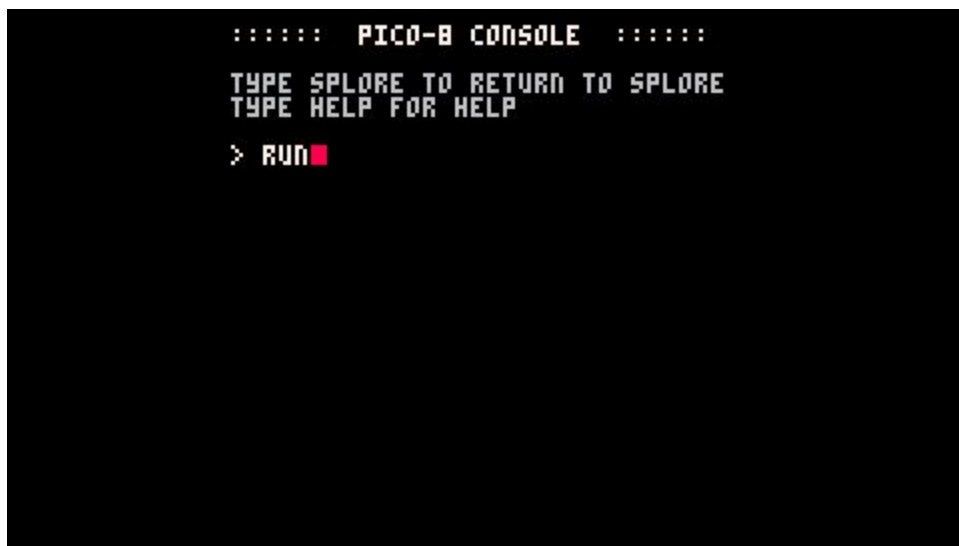 :::::: PICO-8 CONSOLE ::::::
TYPE SPLORE TO RETURN TO SPLORE
TYPE HELP FOR HELP
> RUN